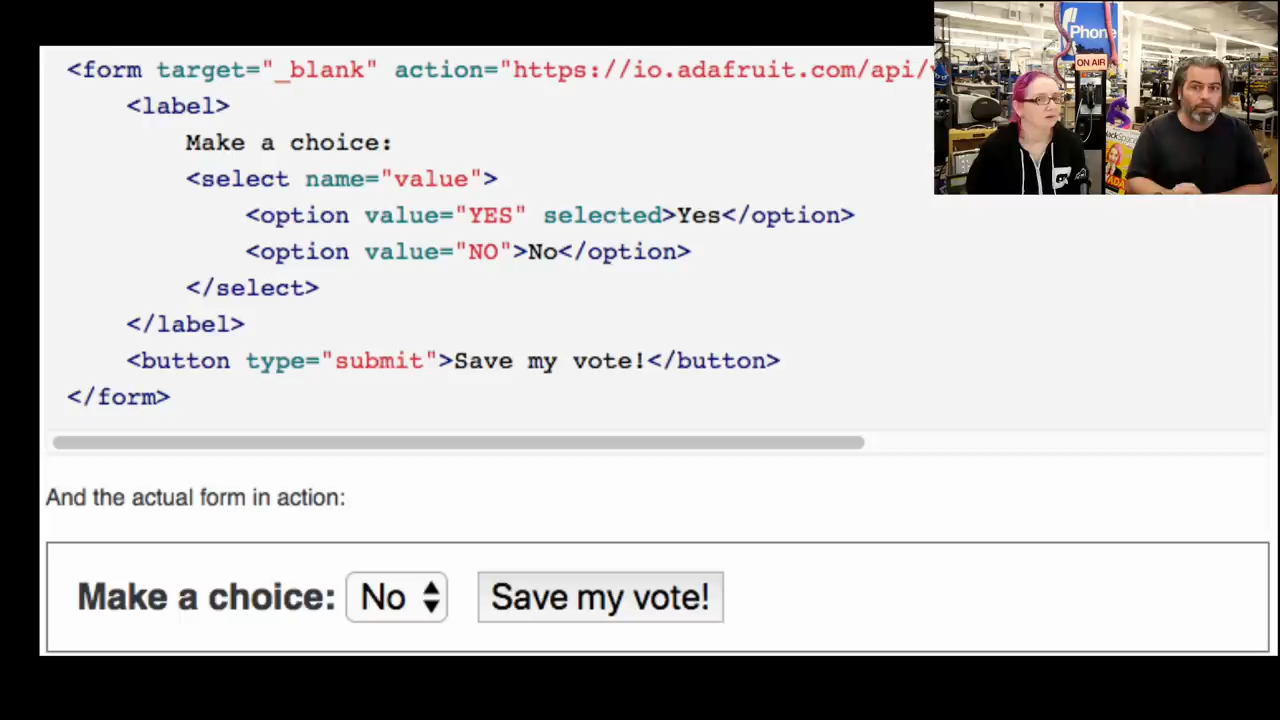 <form target="_blank" action="https://io.adafruit.com/api/
<label>
Make a choice:
<select name="value">
<option value="YES" selected>Yes</option>
<option value="NO">No</option>
</select>
</label>
<button type="submit">Save my vote!</button>
</form>
And the actual form in action:
Make a choice: No Save my vote!
Phone
ON AIR